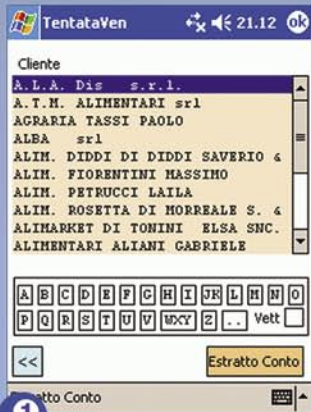 TentataVen 21.12 ok
Cliente
A.L.A. Dis s.r.l.
A.T.M. ALIMENTARI srl
AGRARIA TASSI PAOLO
ALBA srl
ALIM. DIDDI DI DIDDI SAVERIO &
ALIM. FIORENTINI MASSIMO
ALIM. PETRUCCI LAILA
ALIM. ROSETTA DI MORREALE S. &
ALIMARKET DI TONINI ELSA SNC.
ALIMENTARI ALIANI GABRIELE
A B C D E F G H I JK L M N O
P Q R S T U V WXY Z .. Vett
<< Estratto Conto
1 atto Conto